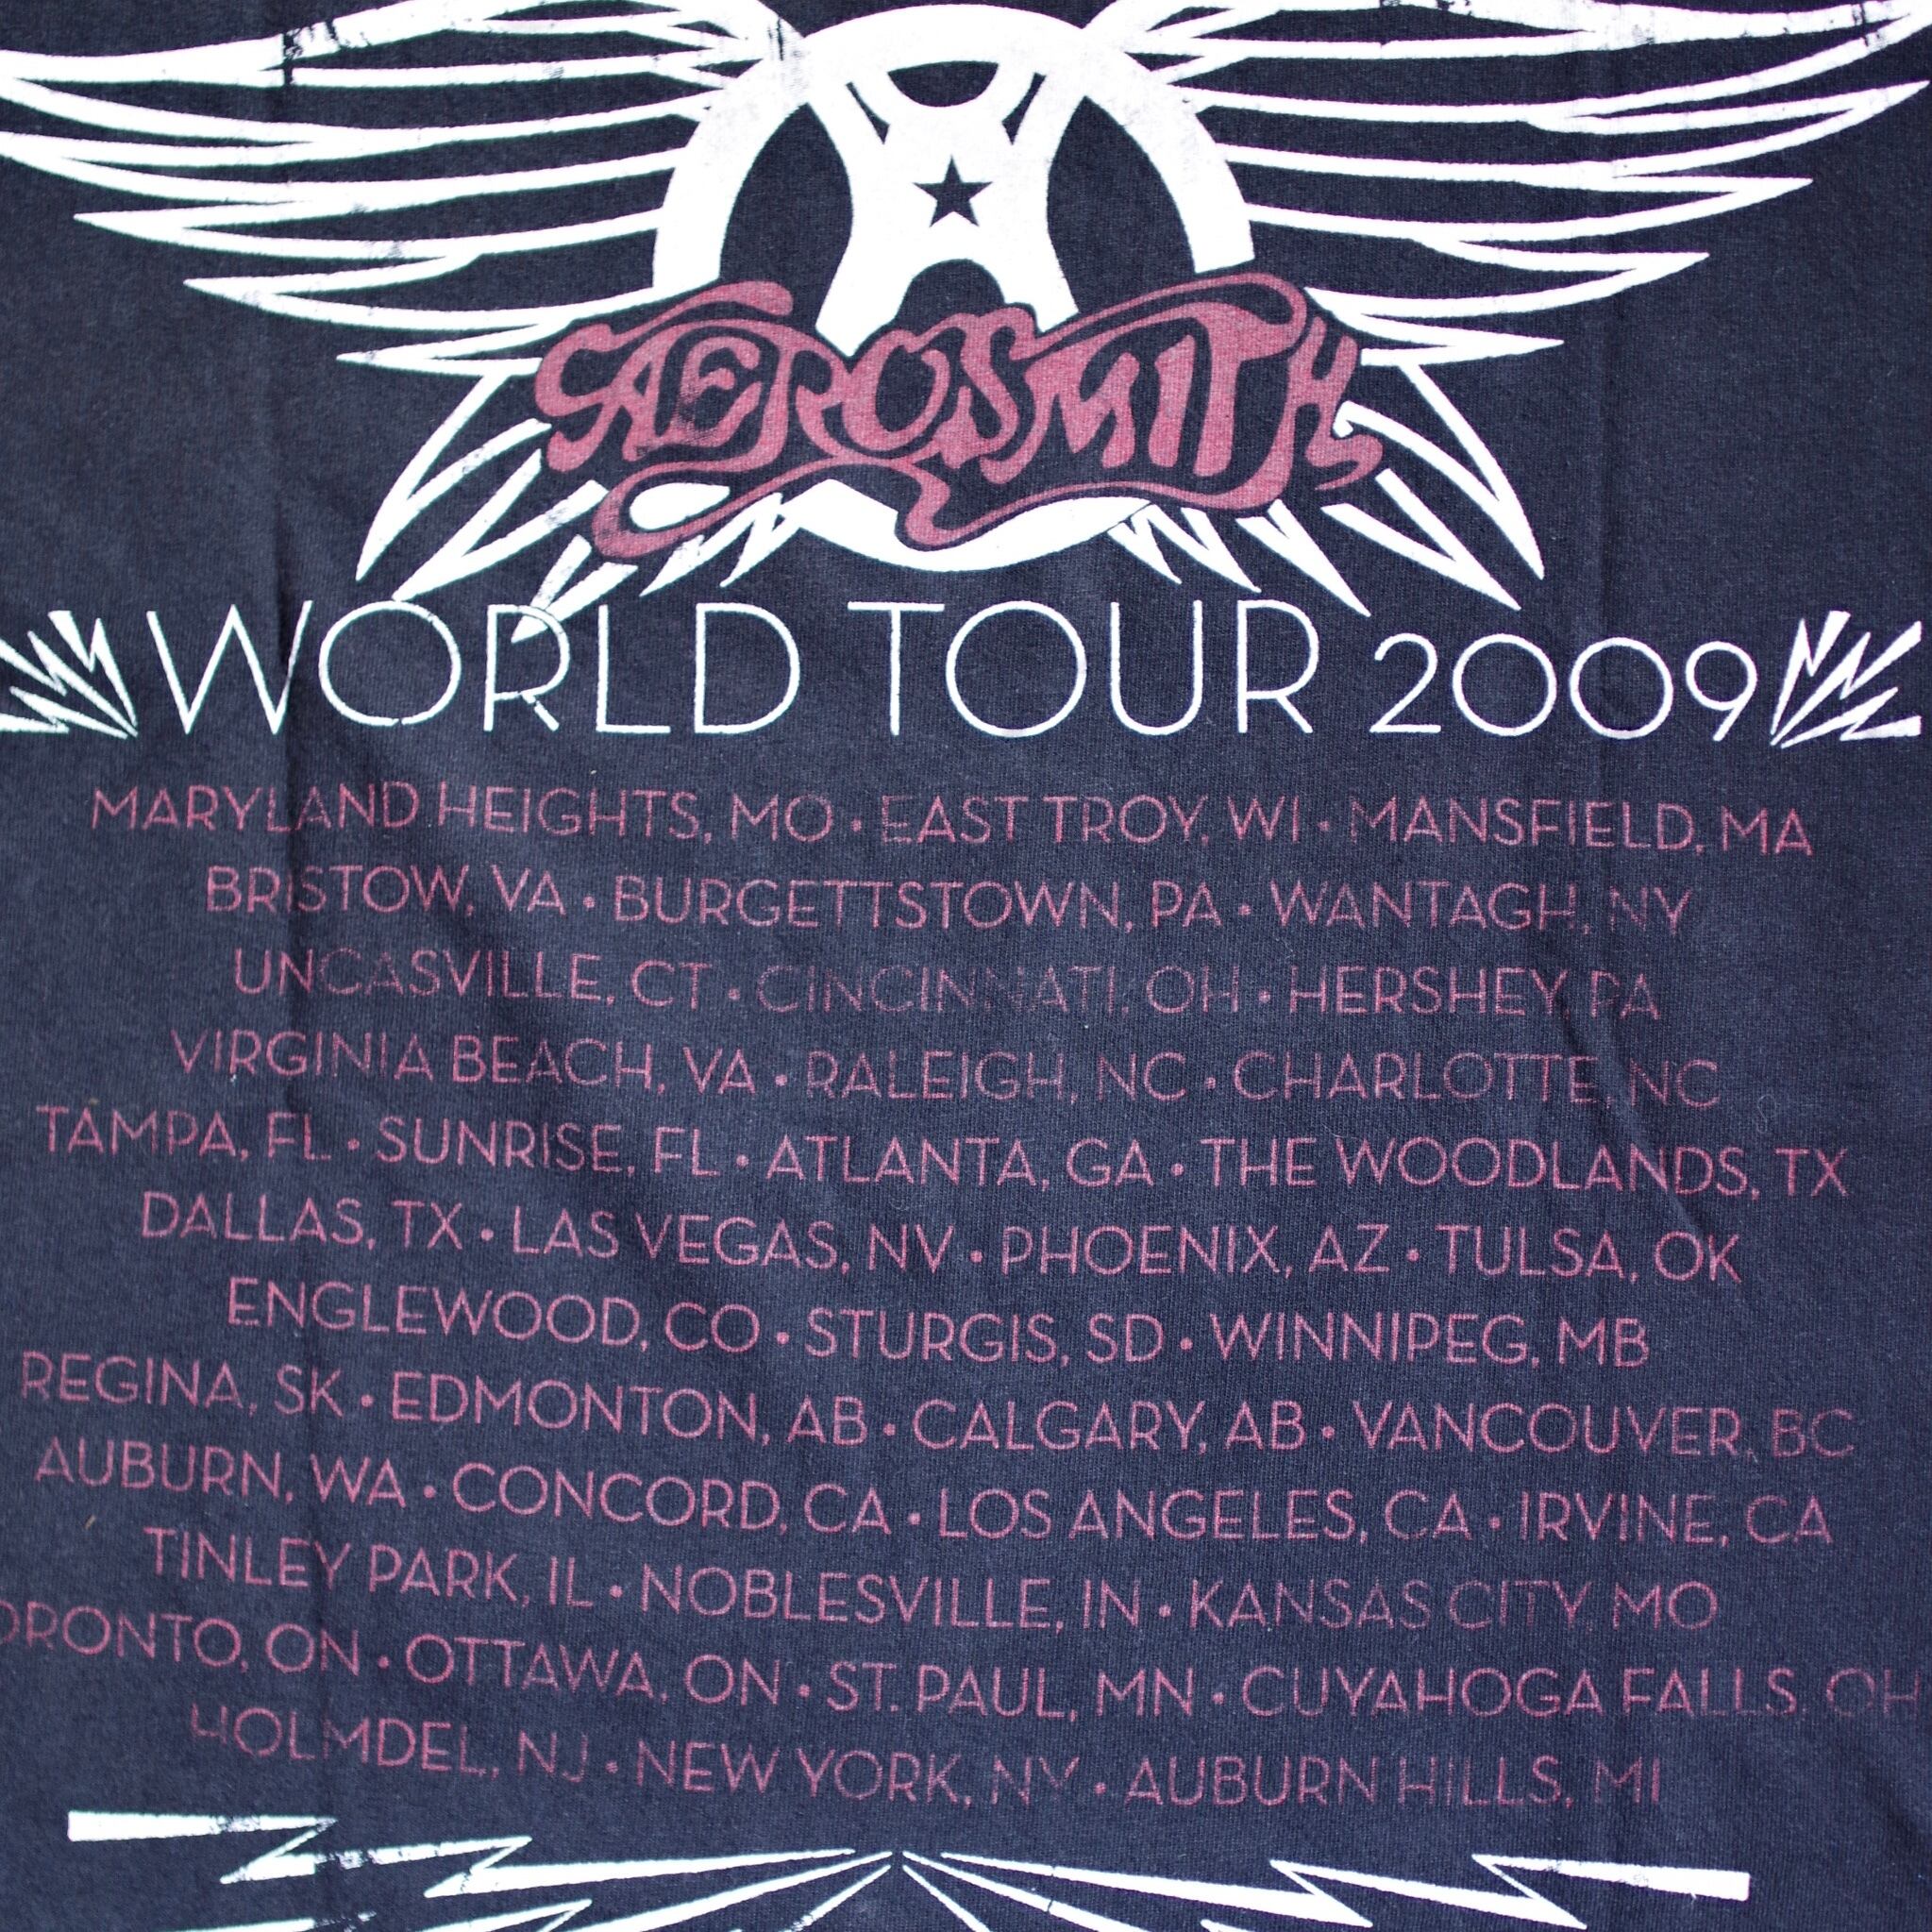 AEROSMITH
WORLD TOUR 2009
MARYLAND HEIGHTS, MO • EAST TROY, WI • MANSFIELD, MA
BRISTOW, VA • BURGETTSTOWN, PA • WANTAGH, NY
UNCASVILLE, CT • CINCINNATI, OH • HERSHEY PA
VIRGINIA BEACH, VA • RALEIGH, NC • CHARLOTTE, NC
TAMPA, FL • SUNRISE, FL • ATLANTA, GA • THE WOODLANDS, TX
DALLAS, TX • LAS VEGAS, NV • PHOENIX, AZ • TULSA, OK
ENGLEWOOD, CO • STURGIS, SD • WINNIPEG, MB
REGINA, SK • EDMONTON, AB • CALGARY, AB • VANCOUVER, BC
AUBURN, WA • CONCORD, CA • LOS ANGELES, CA • IRVINE, CA
TINLEY PARK, IL • NOBLESVILLE, IN • KANSAS CITY MO
ORONTO, ON • OTTAWA, ON • ST. PAUL, MN • CUYAHOGA FALLS, OH
HOLMDEL, NJ • NEW YORK, NY • AUBURN HILLS, MI